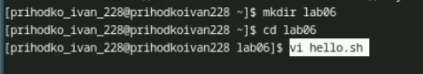 [prihodko_ivan_228@prihodkoivan228 ~]$ mkdir lab06
[prihodko_ivan_228@prihodkoivan228 ~]$ cd lab06
[prihodko_ivan_228@prihodkoivan228 lab06]$ vi hello.sh